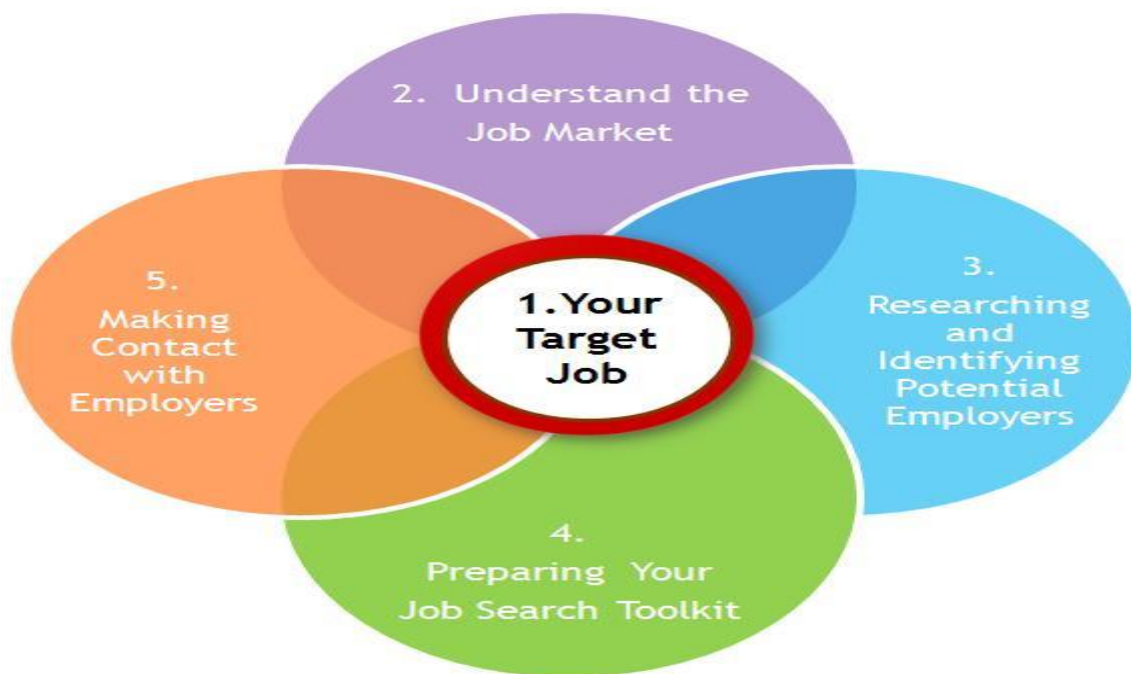 1.Your
Target
Job
2. Understand the
Job Market
3.
Researching
and
Identifying
Potential
Employers
4.
Preparing Your
Job Search Toolkit
5.
Making
Contact
with
Employers